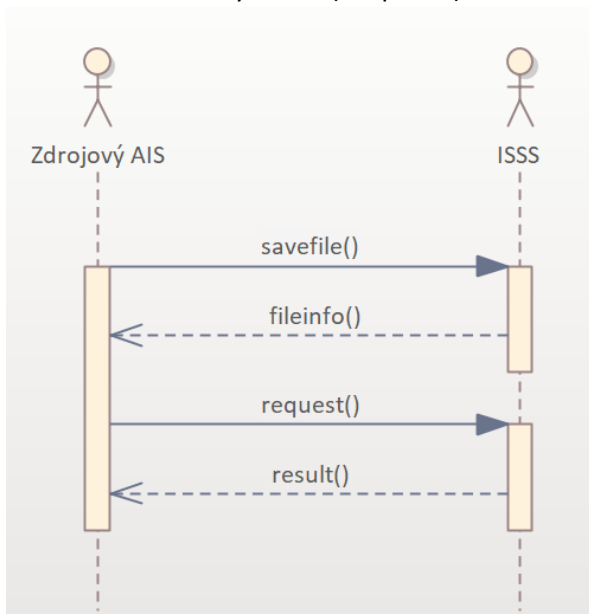 Zdrojový AIS
ISSS
savefile()
fileinfo()
request()
result()